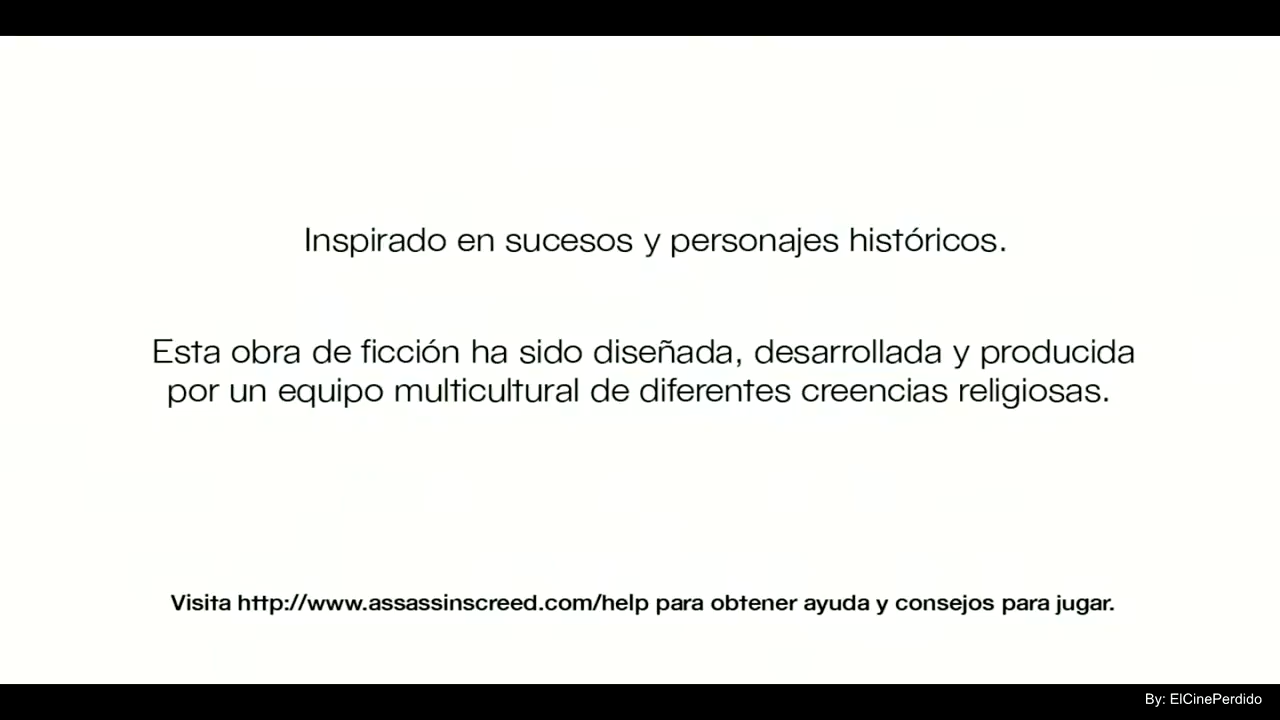 Inspirado en sucesos y personajes históricos.
Esta obra de ficción ha sido diseñada, desarrollada y producida
por un equipo multicultural de diferentes creencias religiosas.
Visita http://www.assassinscreed.com/help para obtener ayuda y consejos para jugar.
By: ElCinePerdido